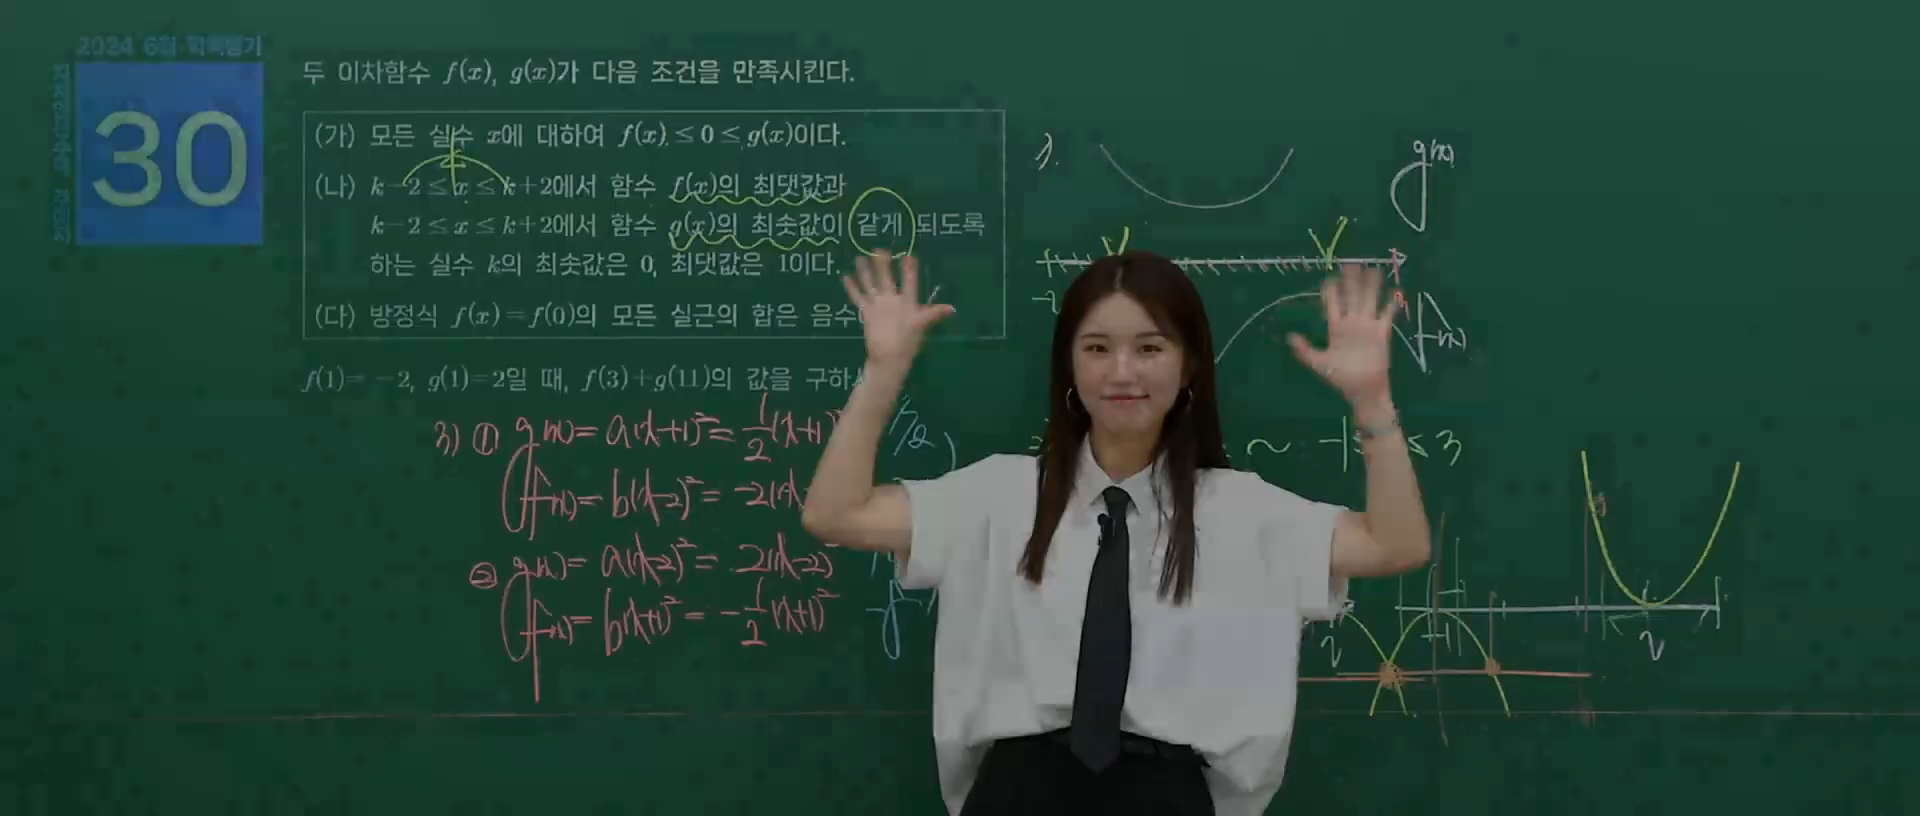 2024 6월 학력평가
30
두 이차함수 f(x), g(x)가 다음 조건을 만족시킨다.
(가) 모든 실수 x에 대하여 f(x) ≤ 0 ≤ g(x)이다.
(나) k-2 ≤ x ≤ k+2에서 함수 f(x)의 최댓값과
k-2 ≤ x ≤ k+2에서 함수 g(x)의 최솟값이 같게 되도록
하는 실수 k의 최솟값은 0, 최댓값은 1이다.
(다) 방정식 f(x)=f(0)의 모든 실근의 합은 음수
f(1)= -2, g(1)=2일 때, f(3)+g(11)의 값을 구하
3) ① g(x)= a(x+1)²= 1/2(x+1)²
f(x)= b(x-2)²= -2(x
② g(x)= a(x-2)²= 2(x-2)²
f(x)= b(x+1)²= -1/2(x+1)²
g(x)
-2
f(x)
~ -1 ≤ 3
2 -1 2